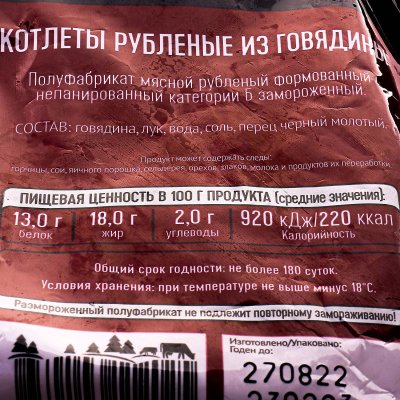 КОТЛЕТЫ РУБЛЕНЫЕ ИЗ ГОВЯДИНЫ
Полуфабрикат мясной рубленый формованный
непанированный категории Б замороженный.
СОСТАВ: говядина, лук, вода, соль, перец черный молотый.
Продукт может содержать следы:
горчицы, сои, яичного порошка, сельдерея, орехов, злаков, молока и продуктов их переработки
ПИЩЕВАЯ ЦЕННОСТЬ В 100 Г ПРОДУКТА (средние значения):
13,0 г 18,0 г 2,0 г 920 кДж/220 ккал
белок жир углеводы Калорийность
Общий срок годности: не более 180 суток.
Условия хранения: при температуре не выше минус 18°С.
Размороженный полуфабрикат не подлежит повторному замораживанию!
Изготовлено/Упаковано:
Годен до:
270822